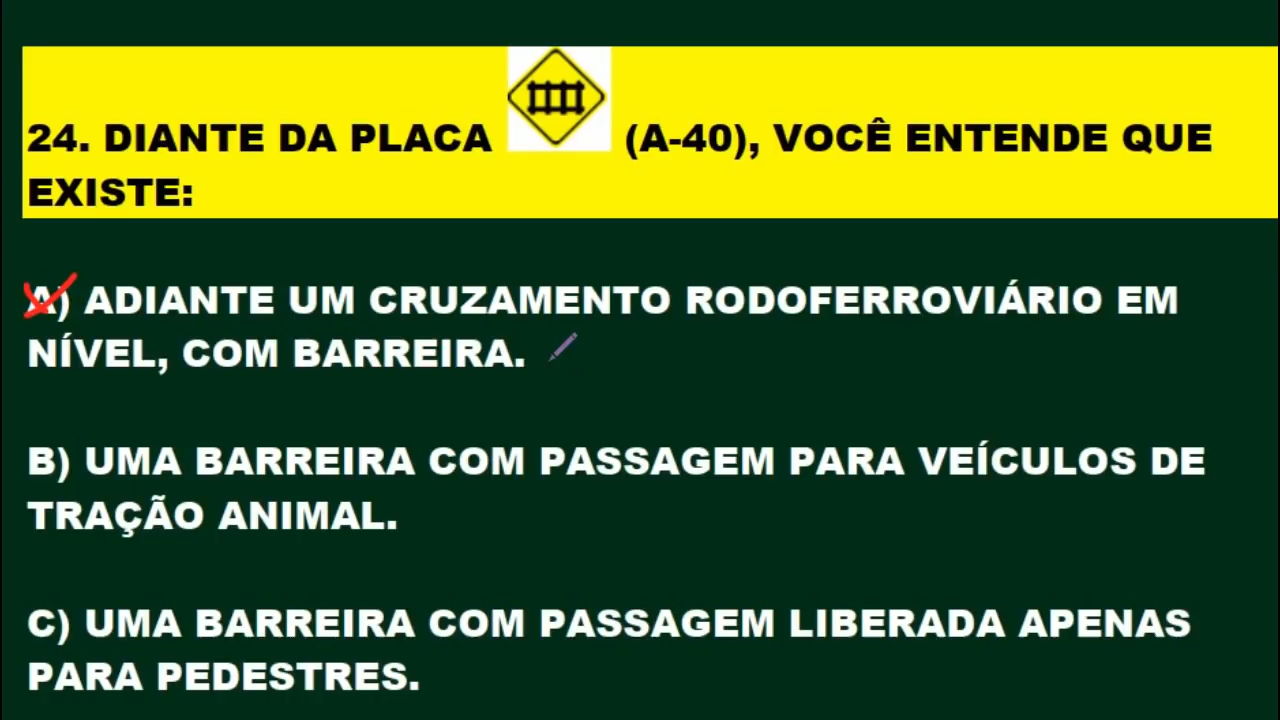 24. DIANTE DA PLACA (A-40), VOCÊ ENTENDE QUE
EXISTE:
A) ADIANTE UM CRUZAMENTO RODOFERROVIÁRIO EM
NÍVEL, COM BARREIRA.
B) UMA BARREIRA COM PASSAGEM PARA VEÍCULOS DE
TRAÇÃO ANIMAL.
C) UMA BARREIRA COM PASSAGEM LIBERADA APENAS
PARA PEDESTRES.